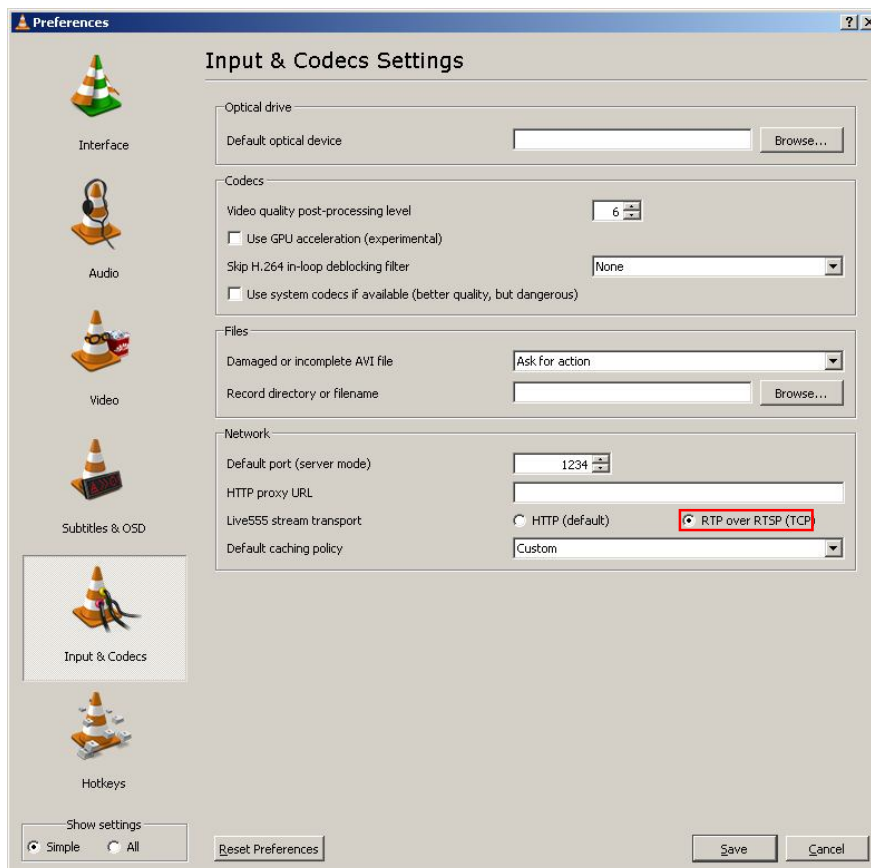 Preferences
Input & Codecs Settings
Interface
Audio
Video
Subtitles & OSD
Input & Codecs
Hotkeys
Show settings
Simple All
Optical drive
Default optical device Browse...
Codecs
Video quality post-processing level 6
Use GPU acceleration (experimental)
Skip H.264 in-loop deblocking filter None
Use system codecs if available (better quality, but dangerous)
Files
Damaged or incomplete AVI file Ask for action
Record directory or filename Browse...
Network
Default port (server mode) 1234
HTTP proxy URL
Live555 stream transport HTTP (default) RTP over RTSP (TCP)
Default caching policy Custom
Reset Preferences Save Cancel